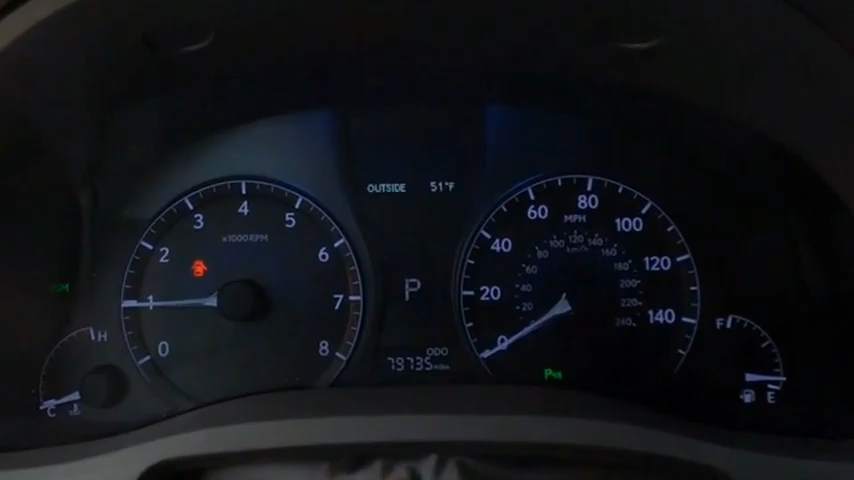 OUTSIDE 51°F
0 1 2 3 4 5 6 7 8
x1000RPM
P
ODO
79735 miles
0 20 40 60 80 100 120 140
MPH
20 40 60 80 100 120 140 160 180 200 220 240
km/h
H
C
F
E